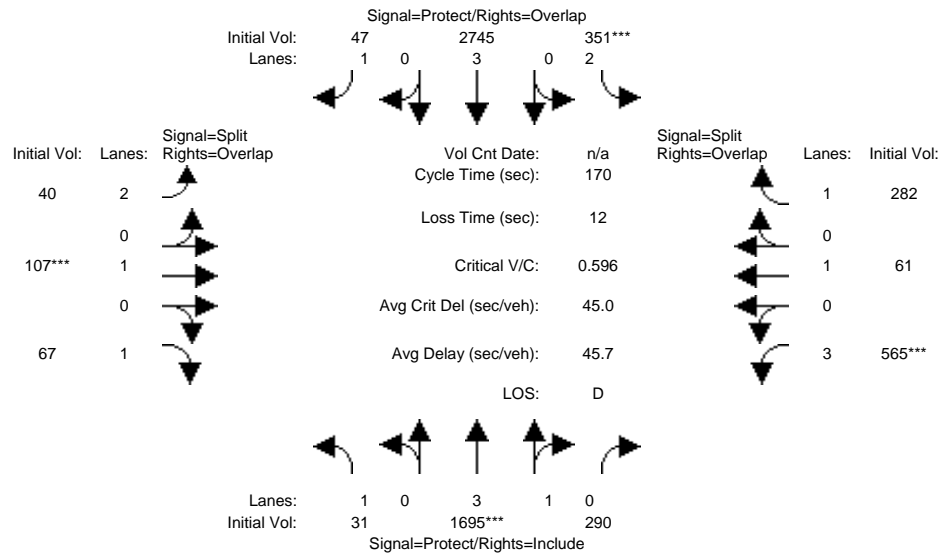 Signal=Protect/Rights=Overlap
Initial Vol: 47 2745 351***
Lanes: 1 0 3 0 2
Signal=Split Signal=Split
Initial Vol: Lanes: Rights=Overlap Vol Cnt Date: n/a Rights=Overlap Lanes: Initial Vol:
Cycle Time (sec): 170
40 2 1 282
Loss Time (sec): 12
0 0
107*** 1 Critical V/C: 0.596 1 61
0 Avg Crit Del (sec/veh): 45.0 0
67 1 Avg Delay (sec/veh): 45.7 3 565***
LOS: D
Lanes: 1 0 3 1 0
Initial Vol: 31 1695*** 290
Signal=Protect/Rights=Include